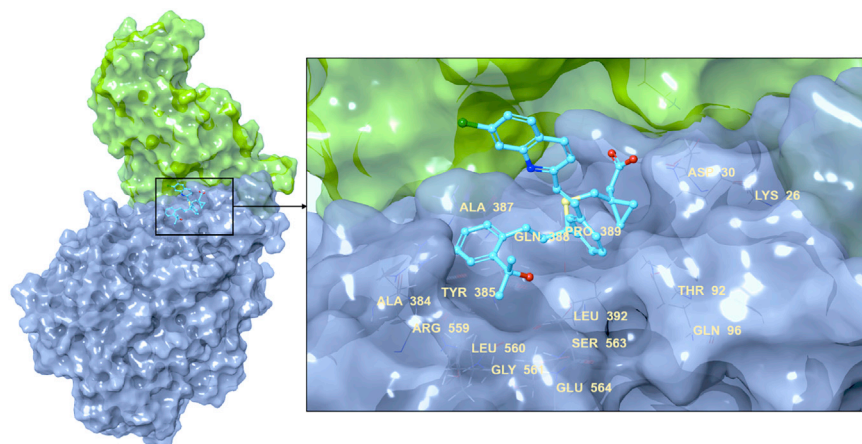 ASP 30
LYS 26
ALA 387
GLN 388
PRO 389
TYR 385
THR 92
ALA 384
LEU 392
ARG 559
GLN 96
SER 563
LEU 560
GLY
GLU 564